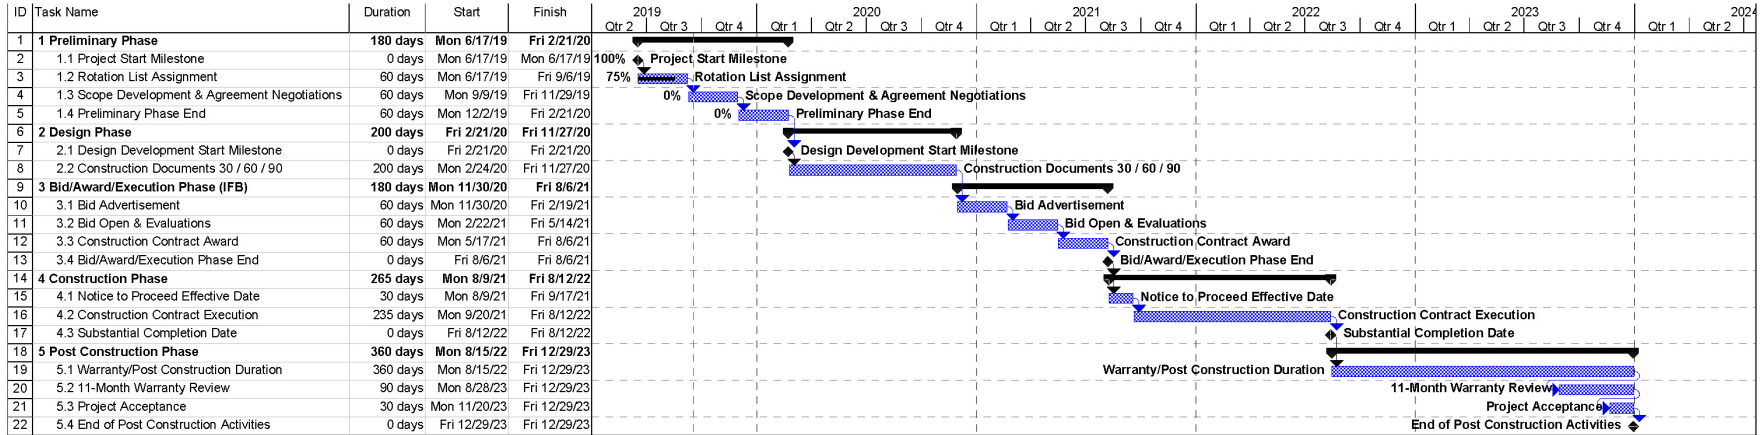 ID Task Name Duration Start Finish 2019 2020 2021 2022 2023 2024
Qtr 2 Qtr 3 Qtr 4 Qtr 1 Qtr 2 Qtr 3 Qtr 4 Qtr 1 Qtr 2 Qtr 3 Qtr 4 Qtr 1 Qtr 2 Qtr 3 Qtr 4 Qtr 1 Qtr 2 Qtr 3 Qtr 4 Qtr 1 Qtr 2
1 1 Preliminary Phase 180 days Mon 6/17/19 Fri 2/21/20
2 1.1 Project Start Milestone 0 days Mon 6/17/19 Mon 6/17/19 100% Project Start Milestone
3 1.2 Rotation List Assignment 60 days Mon 6/17/19 Fri 9/6/19 75% Rotation List Assignment
4 1.3 Scope Development & Agreement Negotiations 60 days Mon 9/9/19 Fri 11/29/19 0% Scope Development & Agreement Negotiations
5 1.4 Preliminary Phase End 60 days Mon 12/2/19 Fri 2/21/20 0% Preliminary Phase End
6 2 Design Phase 200 days Fri 2/21/20 Fri 11/27/20
7 2.1 Design Development Start Milestone 0 days Fri 2/21/20 Fri 2/21/20 Design Development Start Milestone
8 2.2 Construction Documents 30 / 60 / 90 200 days Mon 2/24/20 Fri 11/27/20 Construction Documents 30 / 60 / 90
9 3 Bid/Award/Execution Phase (IFB) 180 days Mon 11/30/20 Fri 8/6/21
10 3.1 Bid Advertisement 60 days Mon 11/30/20 Fri 2/19/21 Bid Advertisement
11 3.2 Bid Open & Evaluations 60 days Mon 2/22/21 Fri 5/14/21 Bid Open & Evaluations
12 3.3 Construction Contract Award 60 days Mon 5/17/21 Fri 8/6/21 Construction Contract Award
13 3.4 Bid/Award/Execution Phase End 0 days Fri 8/6/21 Fri 8/6/21 Bid/Award/Execution Phase End
14 4 Construction Phase 265 days Mon 8/9/21 Fri 8/12/22
15 4.1 Notice to Proceed Effective Date 30 days Mon 8/9/21 Fri 9/17/21 Notice to Proceed Effective Date
16 4.2 Construction Contract Execution 235 days Mon 9/20/21 Fri 8/12/22 Construction Contract Execution
17 4.3 Substantial Completion Date 0 days Fri 8/12/22 Fri 8/12/22 Substantial Completion Date
18 5 Post Construction Phase 360 days Mon 8/15/22 Fri 12/29/23
19 5.1 Warranty/Post Construction Duration 360 days Mon 8/15/22 Fri 12/29/23 Warranty/Post Construction Duration
20 5.2 11-Month Warranty Review 90 days Mon 8/28/23 Fri 12/29/23 11-Month Warranty Review
21 5.3 Project Acceptance 30 days Mon 11/20/23 Fri 12/29/23 Project Acceptance
22 5.4 End of Post Construction Activities 0 days Fri 12/29/23 Fri 12/29/23 End of Post Construction Activities